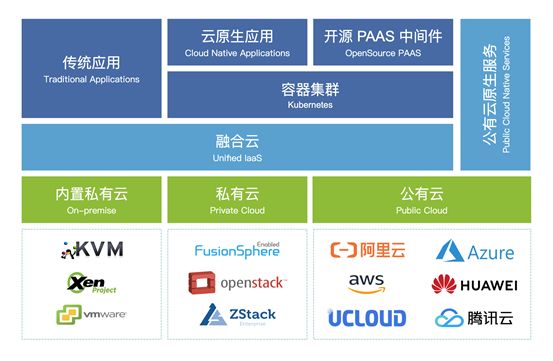 传统应用
Traditional Applications
云原生应用
Cloud Native Applications
开源 PAAS 中间件
OpenSource PAAS
容器集群
Kubernetes
公有云原生服务
Public Cloud Native Services
融合云
Unified IaaS
内置私有云
On-premise
私有云
Private Cloud
公有云
Public Cloud
KVM
Xen
Project
vmware
Enabled
FusionSphere
openstack
ZStack
Enterprise
阿里云
Azure
aws
HUAWEI
UCLOUD
腾讯云